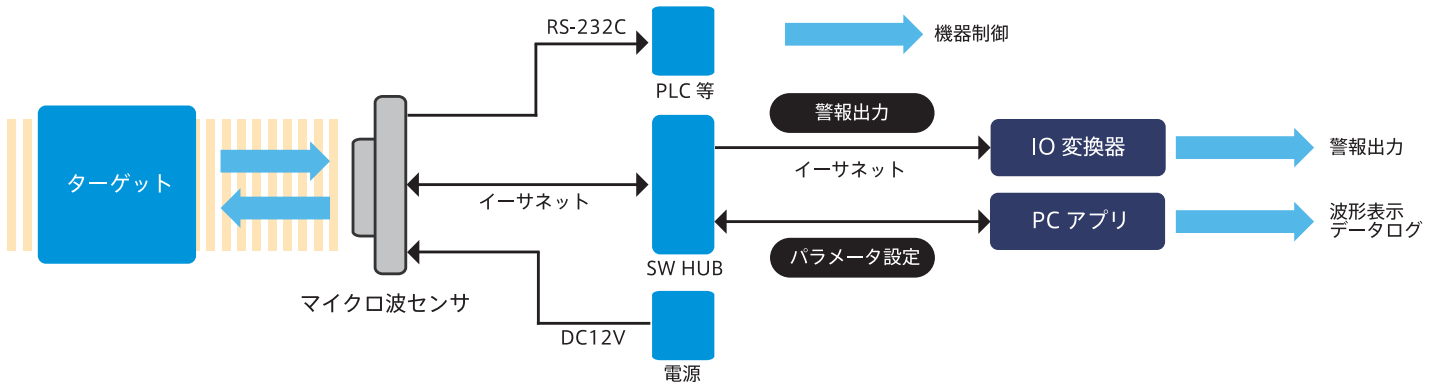 RS-232C
機器制御
PLC 等
警報出力
ターゲット
IO 変換器
警報出力
イーサネット
イーサネット
PC アプリ
波形表示
データログ
パラメータ設定
SW HUB
マイクロ波センサ
DC12V
電源